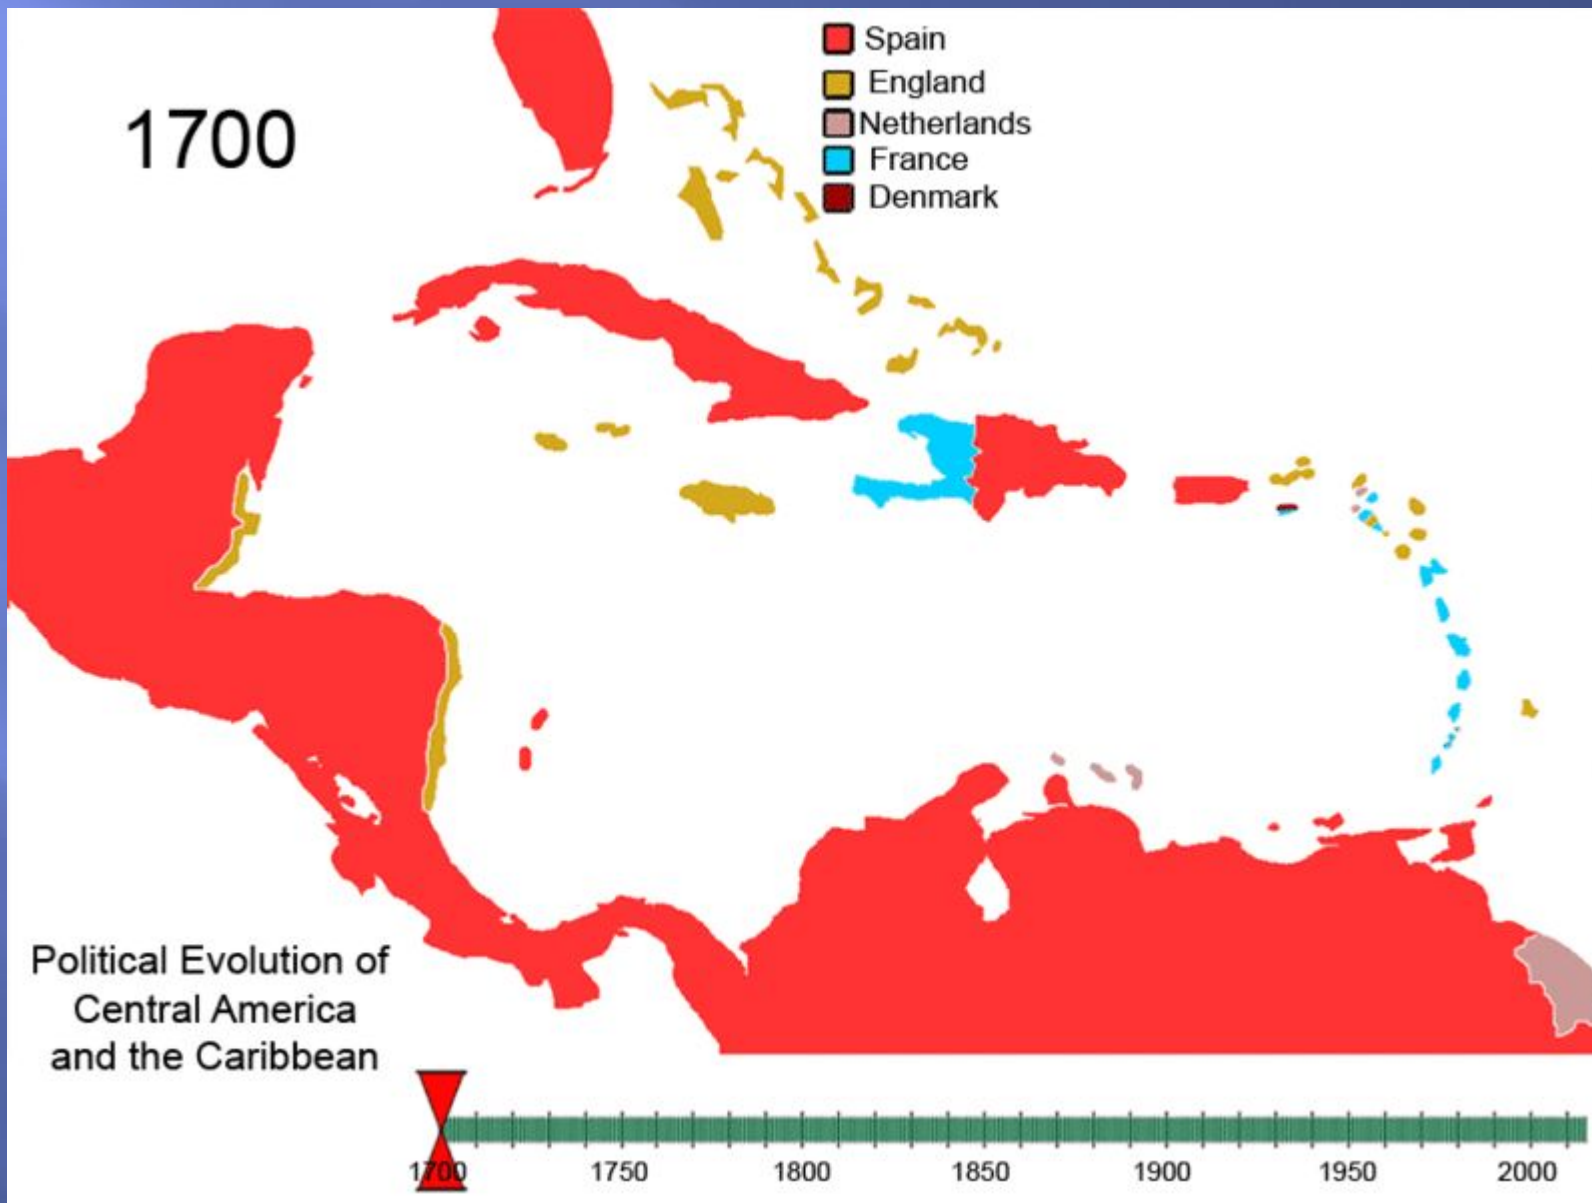 1700
Spain
England
Netherlands
France
Denmark
Political Evolution of
Central America
and the Caribbean
1700 1750 1800 1850 1900 1950 2000